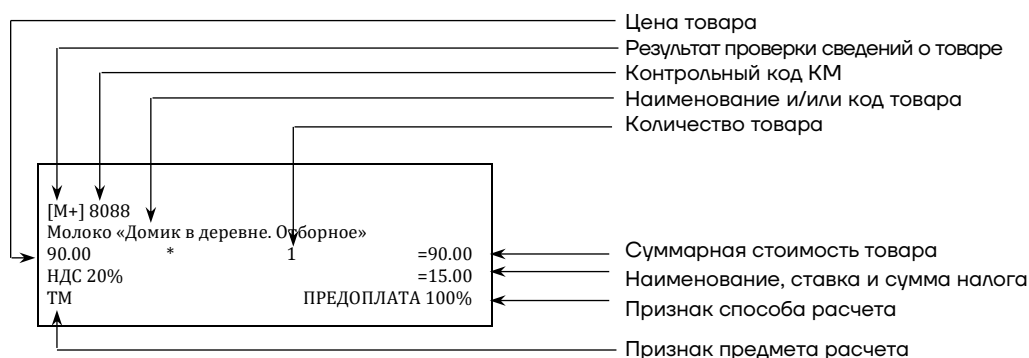 Цена товара
Результат проверки сведений о товаре
Контрольный код КМ
Наименование и/или код товара
Количество товара
[М+] 8088
Молоко «Домик в деревне. Отборное»
90.00 * 1 =90.00
НДС 20% =15.00
ТМ ПРЕДОПЛАТА 100%
Суммарная стоимость товара
Наименование, ставка и сумма налога
Признак способа расчета
Признак предмета расчета